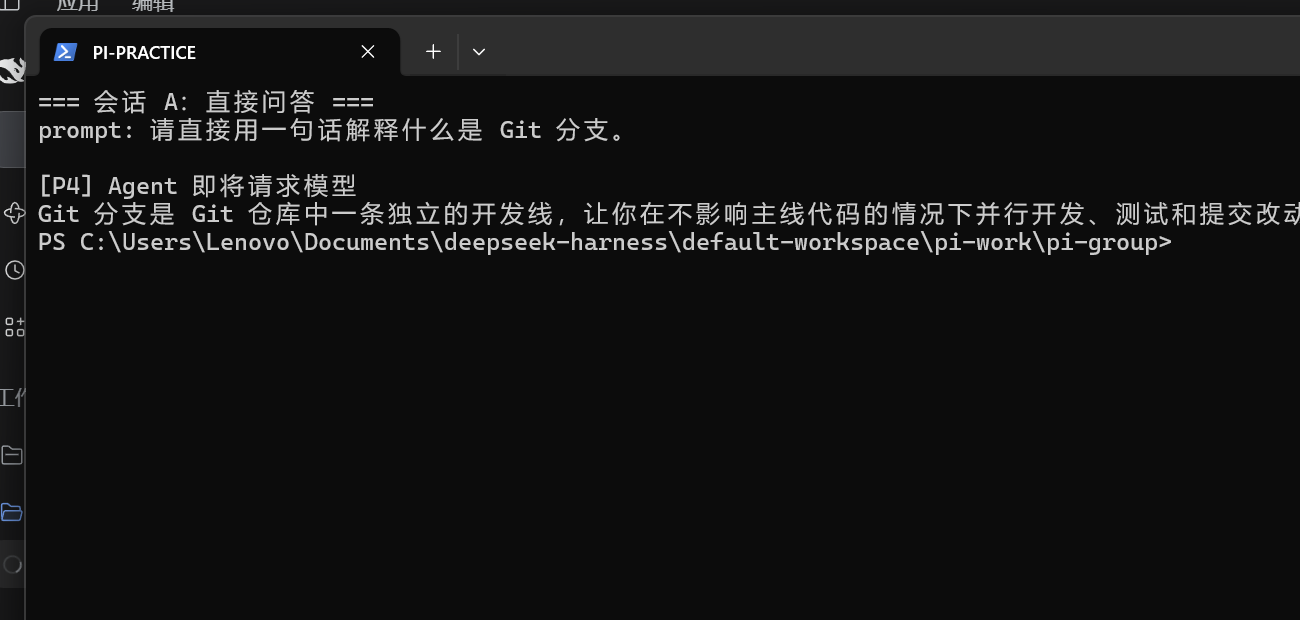 应用 编辑
PI-PRACTICE
=== 会话 A: 直接问答 ===
prompt: 请直接用一句话解释什么是 Git 分支。
[P4] Agent 即将请求模型
Git 分支是 Git 仓库中一条独立的开发线，让你在不影响主线代码的情况下并行开发、测试和提交改动
PS C:\Users\Lenovo\Documents\deepseek-harness\default-workspace\pi-work\pi-group>
工作